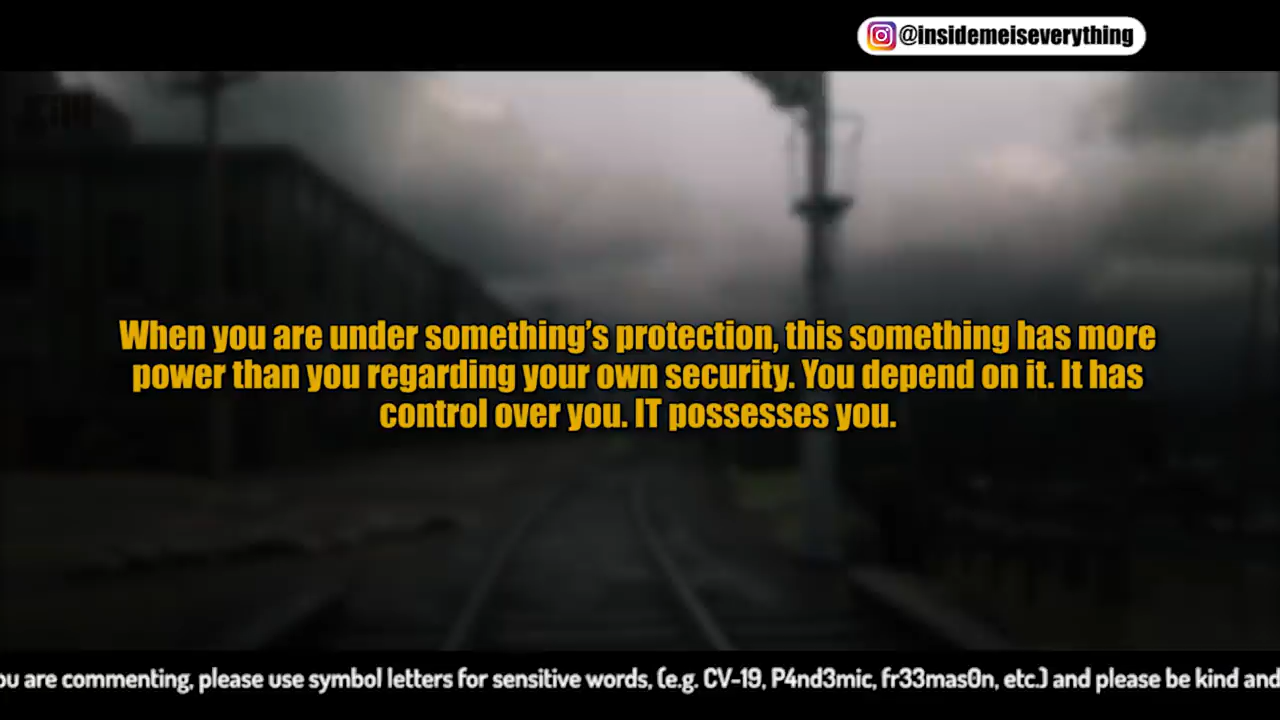 @insidemeiseverything
When you are under something’s protection, this something has more
power than you regarding your own security. You depend on it. It has
control over you. IT possesses you.
ou are commenting, please use symbol letters for sensitive words, (e.g. CV-19, P4nd3mic, fr33mas0n, etc.) and please be kind and